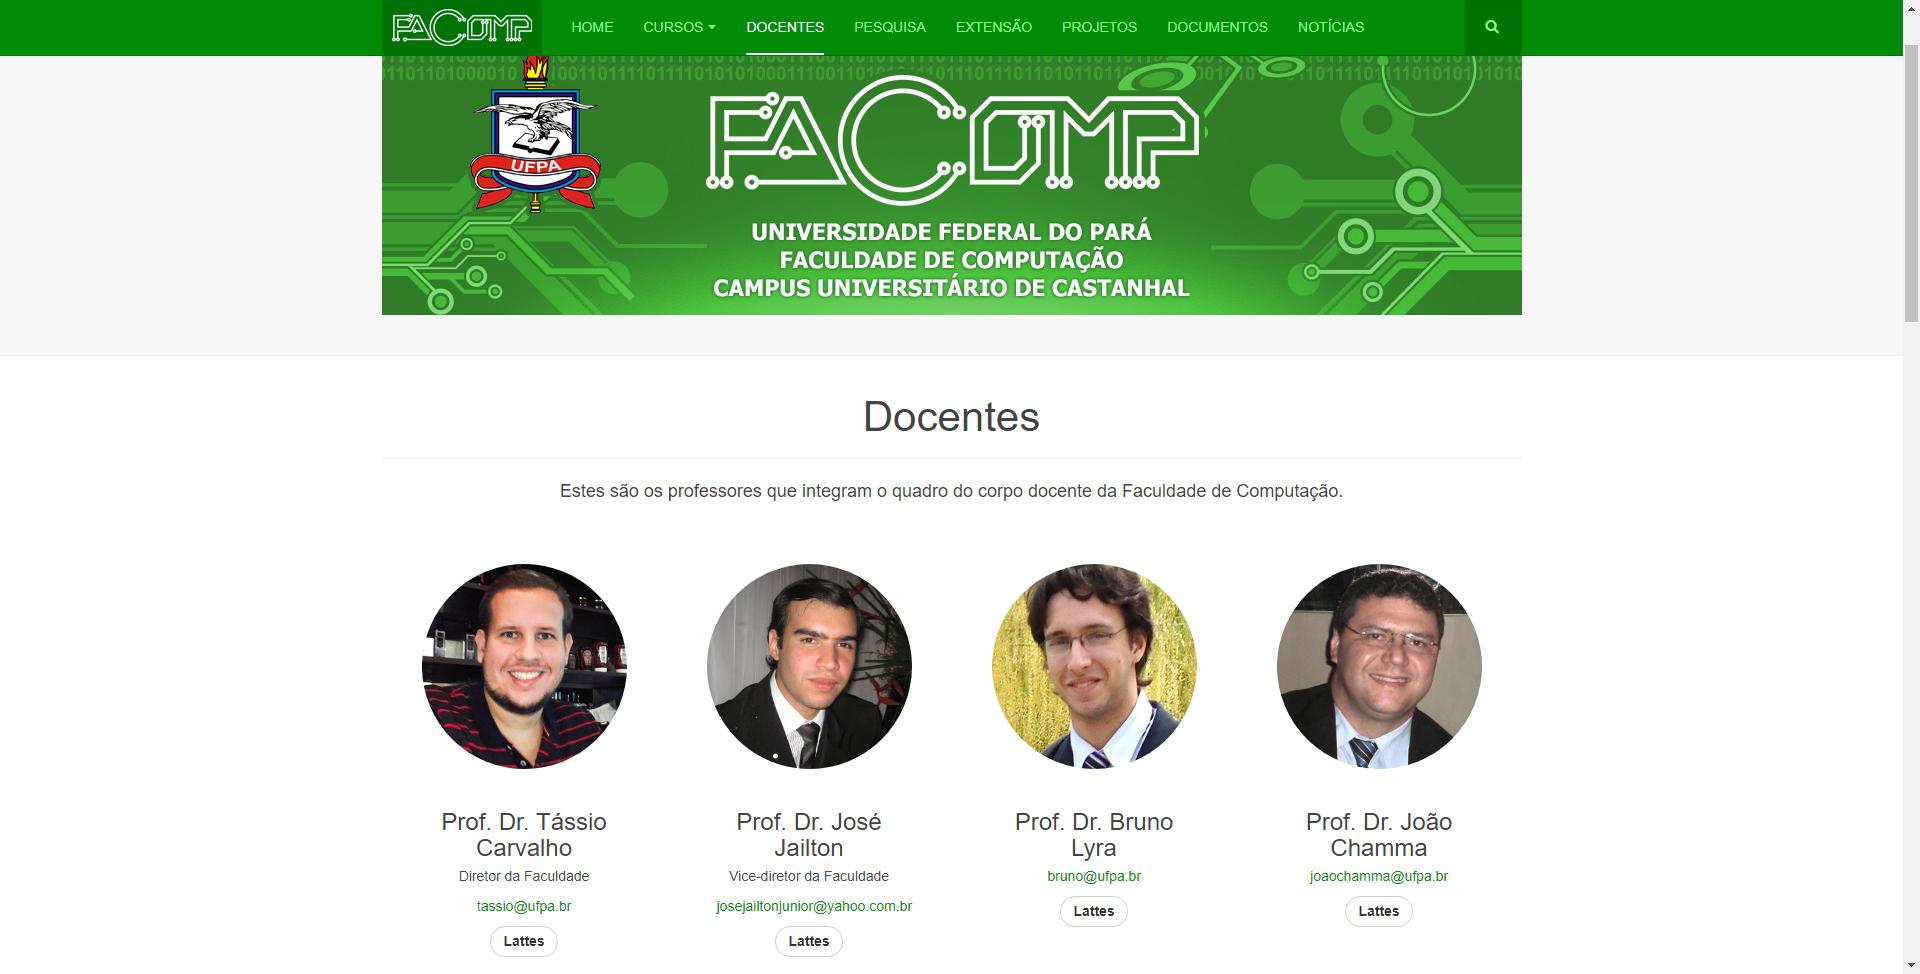 FACOMP HOME CURSOS DOCENTES PESQUISA EXTENSÃO PROJETOS DOCUMENTOS NOTÍCIAS
UFPA
FACOMP
UNIVERSIDADE FEDERAL DO PARÁ
FACULDADE DE COMPUTAÇÃO
CAMPUS UNIVERSITÁRIO DE CASTANHAL
Docentes
Estes são os professores que integram o quadro do corpo docente da Faculdade de Computação.
Prof. Dr. Tássio
Carvalho
Diretor da Faculdade
tassio@ufpa.br
Lattes
Prof. Dr. José
Jailton
Vice-diretor da Faculdade
josejailtonjunior@yahoo.com.br
Lattes
Prof. Dr. Bruno
Lyra
bruno@ufpa.br
Lattes
Prof. Dr. João
Chamma
joaochamma@ufpa.br
Lattes